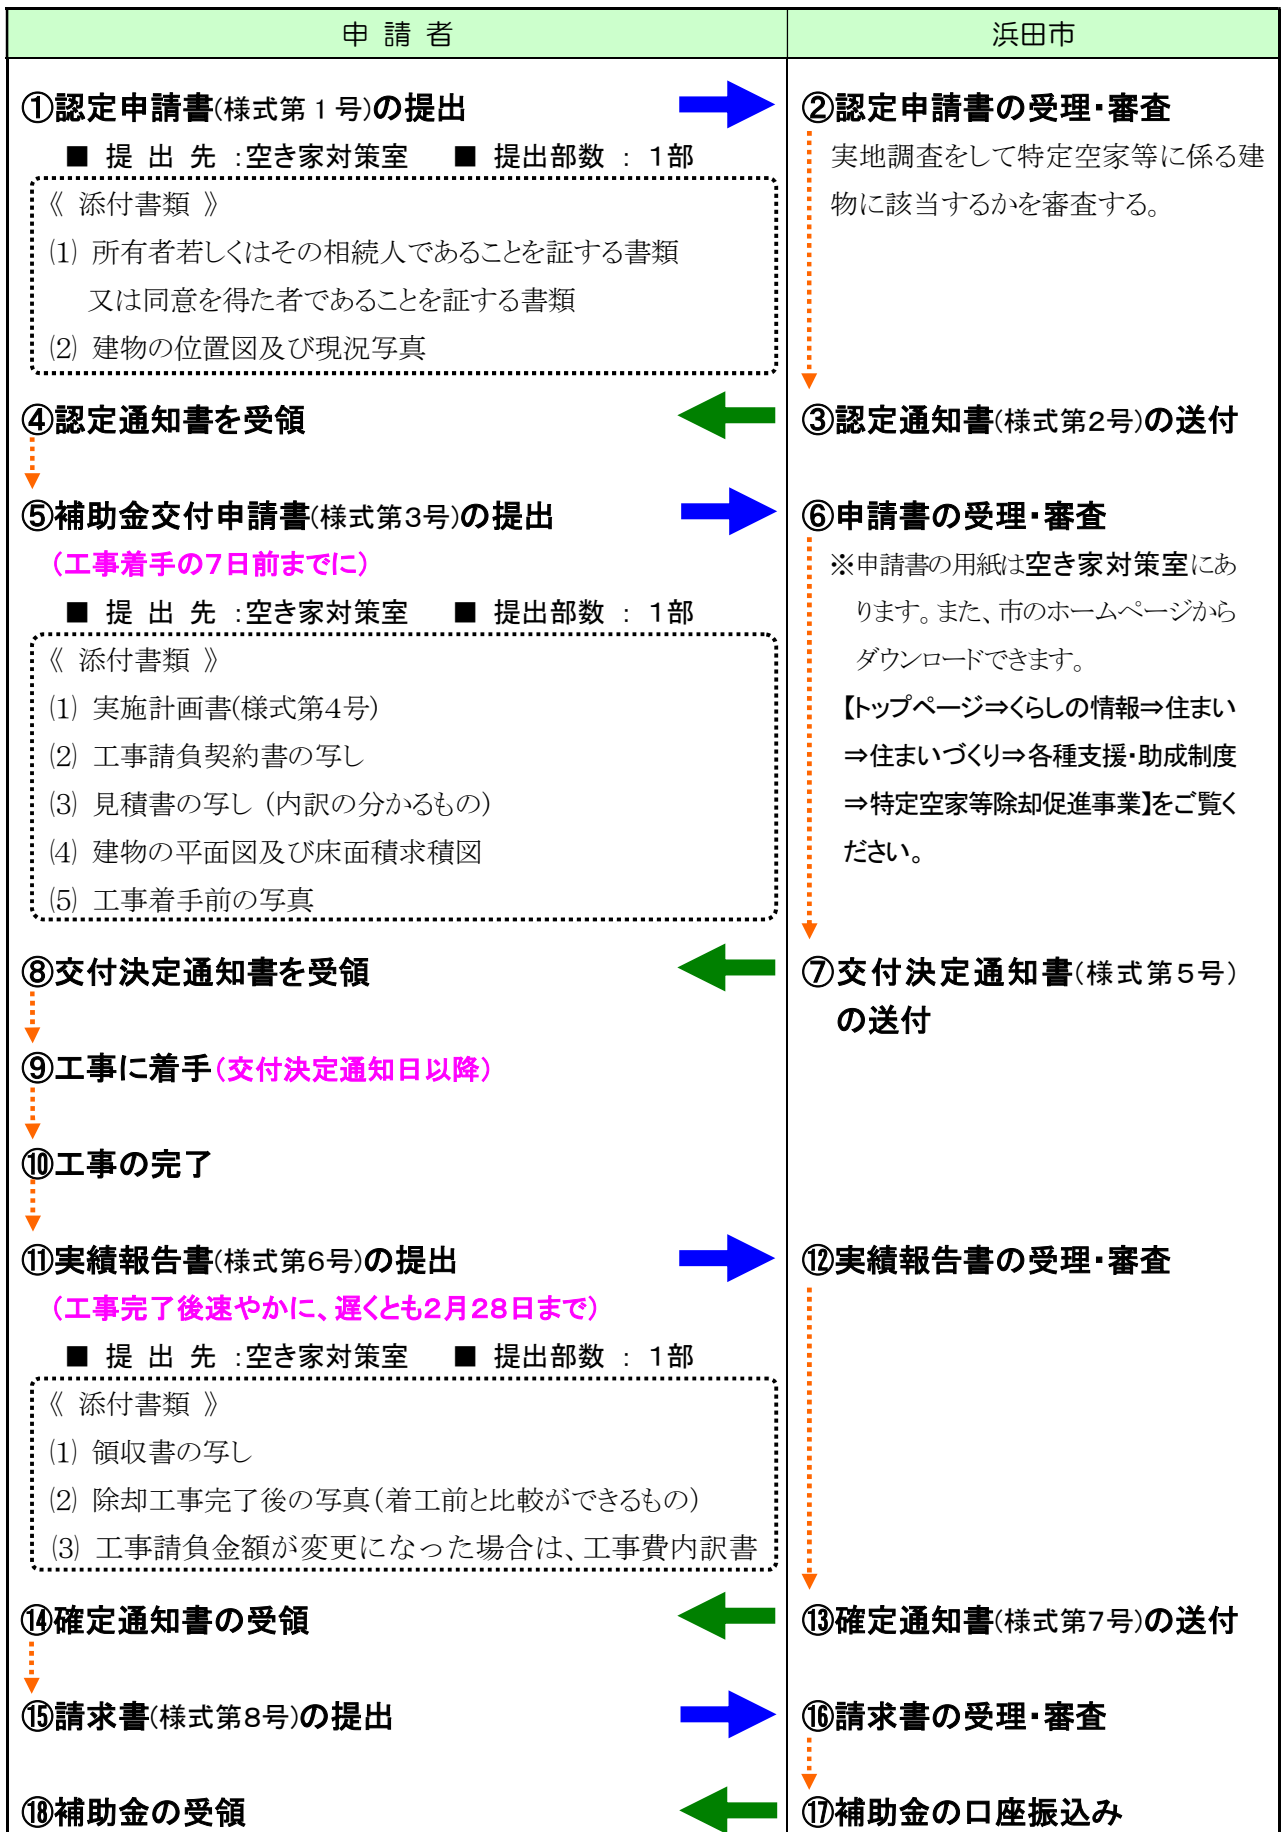 申請者
浜田市
①認定申請書(様式第1号)の提出
■ 提出先：空き家対策室 ■ 提出部数：1部
《 添付書類 》
⑴ 所有者若しくはその相続人であることを証する書類
又は同意を得た者であることを証する書類
⑵ 建物の位置図及び現況写真
②認定申請書の受理・審査
実地調査をして特定空家等に係る建
物に該当するかを審査する。
④認定通知書を受領
③認定通知書(様式第2号)の送付
⑤補助金交付申請書(様式第3号)の提出
（工事着手の7日前までに）
■ 提出先：空き家対策室 ■ 提出部数：1部
《 添付書類 》
⑴ 実施計画書(様式第4号)
⑵ 工事請負契約書の写し
⑶ 見積書の写し（内訳の分かるもの）
⑷ 建物の平面図及び床面積求積図
⑸ 工事着手前の写真
⑥申請書の受理・審査
※申請書の用紙は空き家対策室にあ
ります。また、市のホームページから
ダウンロードできます。
【トップページ⇒くらしの情報⇒住まい
⇒住まいづくり⇒各種支援・助成制度
⇒特定空家等除却促進事業】をご覧く
ださい。
⑧交付決定通知書を受領
⑦交付決定通知書(様式第5号)
の送付
⑨工事に着手（交付決定通知日以降）
⑩工事の完了
⑪実績報告書(様式第6号)の提出
（工事完了後速やかに、遅くとも2月28日まで）
■ 提出先：空き家対策室 ■ 提出部数：1部
《 添付書類 》
⑴ 領収書の写し
⑵ 除却工事完了後の写真（着工前と比較ができるもの）
⑶ 工事請負金額が変更になった場合は、工事費内訳書
⑫実績報告書の受理・審査
⑭確定通知書の受領
⑬確定通知書(様式第7号)の送付
⑮請求書(様式第8号)の提出
⑯請求書の受理・審査
⑱補助金の受領
⑰補助金の口座振込み